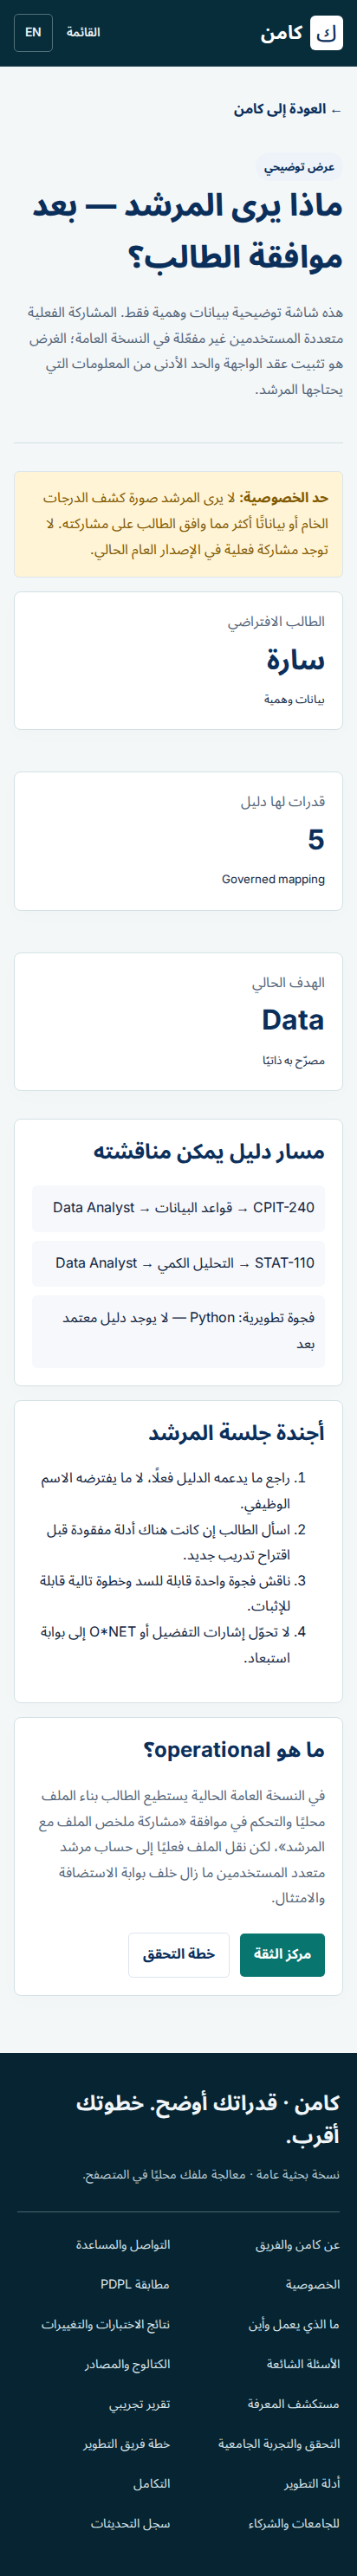 ك كامن
القائمة
EN
← العودة إلى كامن
عرض توضيحي
ماذا يرى المرشد — بعد
موافقة الطالب؟
هذه شاشة توضيحية ببيانات وهمية فقط. المشاركة الفعلية
متعددة المستخدمين غير مفعّلة في النسخة العامة؛ الغرض
هو تثبيت عقد الواجهة والحد الأدنى من المعلومات التي
يحتاجها المرشد.
حد الخصوصية: لا يرى المرشد صورة كشف الدرجات
الخام أو بياناتًا أكثر مما وافق الطالب على مشاركته. لا
توجد مشاركة فعلية في الإصدار العام الحالي.
الطالب الافتراضي
سارة
بيانات وهمية
قدرات لها دليل
5
Governed mapping
الهدف الحالي
Data
مصرّح به ذاتيًا
مسار دليل يمكن مناقشته
CPIT-240 → قواعد البيانات → Data Analyst
STAT-110 → التحليل الكمي → Data Analyst
فجوة تطويرية: Python — لا يوجد دليل معتمد
بعد
أجندة جلسة المرشد
1. راجع ما يدعمه الدليل فعلًا، لا ما يفترضه الاسم
الوظيفي.
2. اسأل الطالب إن كانت هناك أدلة مفقودة قبل
اقتراح تدريب جديد.
3. ناقش فجوة واحدة قابلة للسد وخطوة تالية قابلة
للإثبات.
4. لا تحوّل إشارات التفضيل أو O*NET إلى بوابة
استبعاد.
ما هو operational؟
في النسخة العامة الحالية يستطيع الطالب بناء الملف
محليًا والتحكم في موافقة «مشاركة ملخص الملف مع
المرشد»، لكن نقل الملف فعليًا إلى حساب مرشد
متعدد المستخدمين ما زال خلف بوابة الاستضافة
والامتثال.
مركز الثقة
خطة التحقق
كامن · قدراتك أوضح. خطوتك
أقرب.
نسخة بحثية عامة · معالجة ملفك محليًا في المتصفح.
عن كامن والفريق
التواصل والمساعدة
الخصوصية
مطابقة PDPL
ما الذي يعمل وأين
نتائج الاختبارات والتغييرات
الأسئلة الشائعة
الكتالوج والمصادر
مستكشف المعرفة
تقرير تجريبي
التحقق والتجربة الجامعية
خطة فريق التطوير
أدلة التطوير
التكامل
للجامعات والشركاء
سجل التحديثات